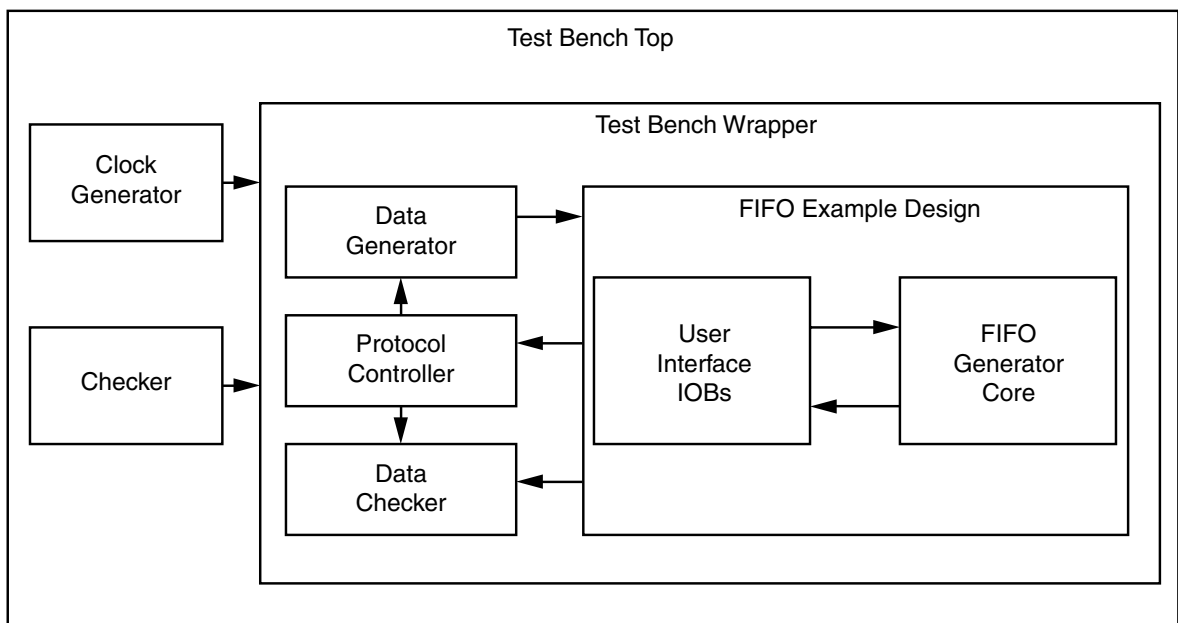 Test Bench Top
Test Bench Wrapper
Clock
Generator
Data
Generator
FIFO Example Design
Protocol
Controller
User
Interface
IOBs
FIFO
Generator
Core
Checker
Data
Checker